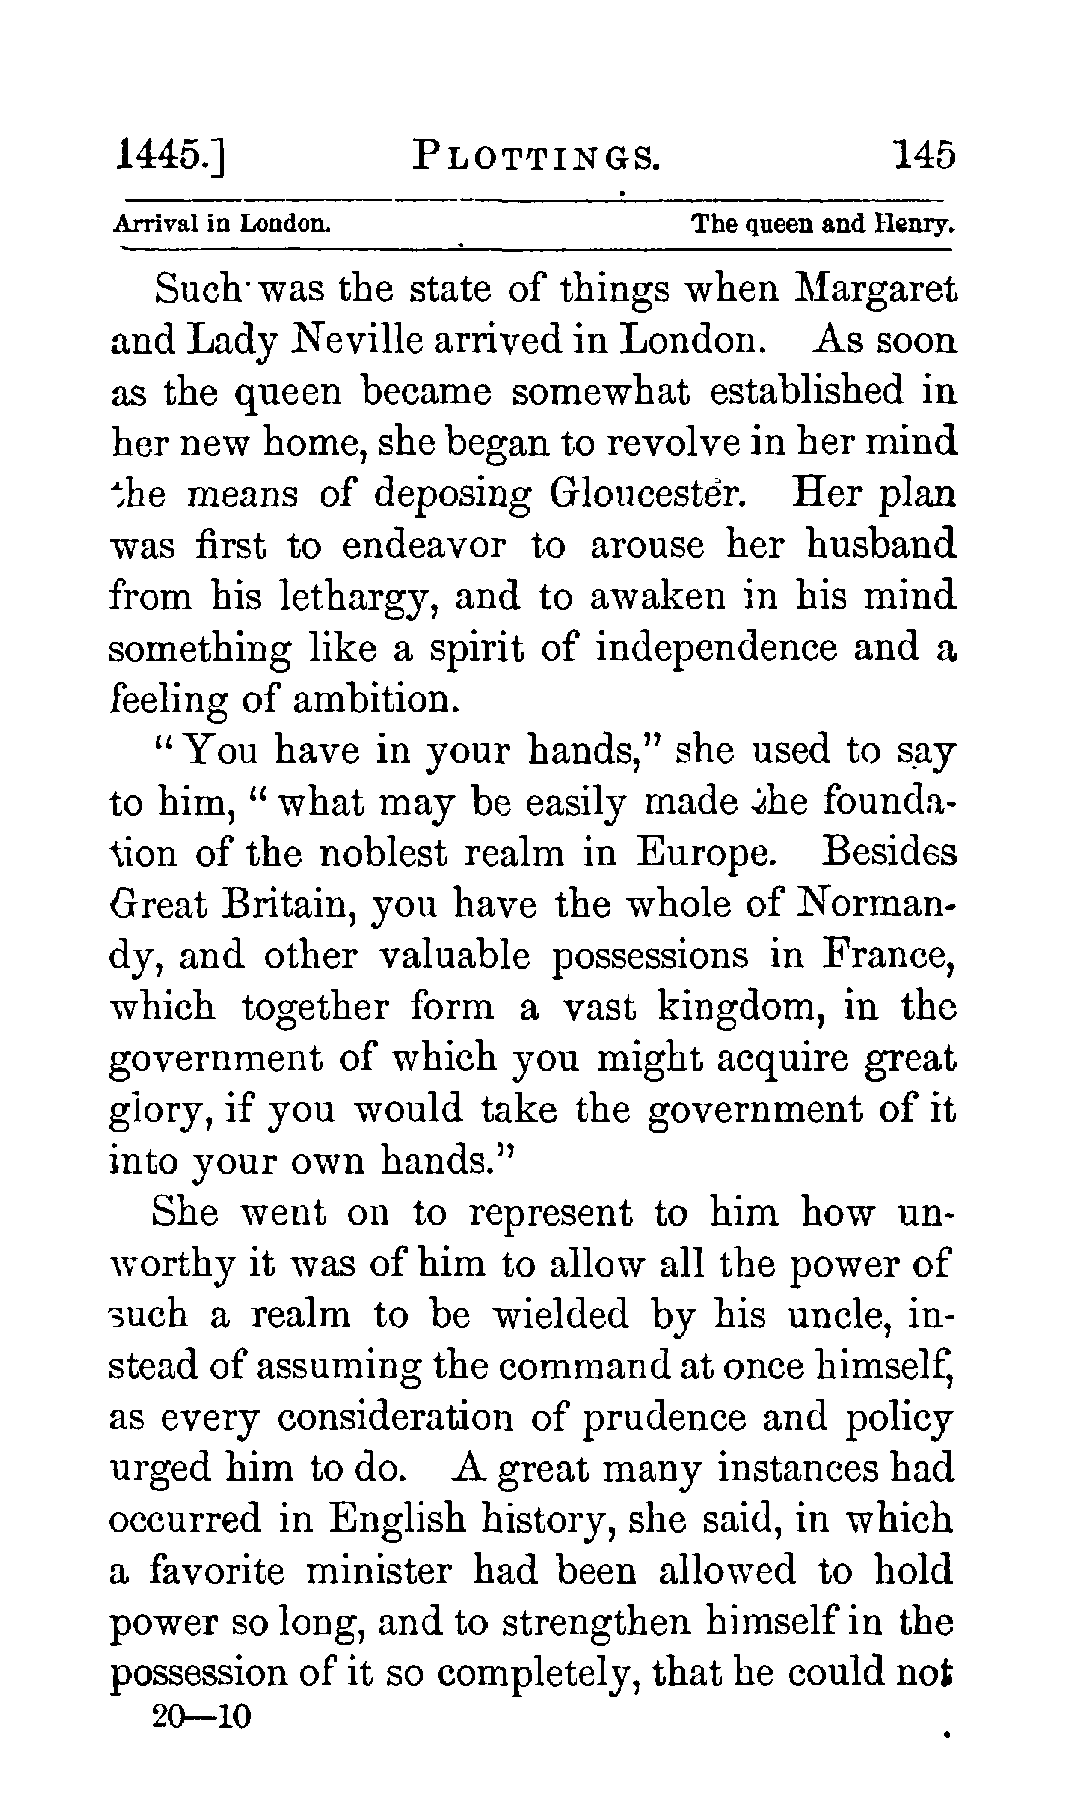 1445.] PLOTTINGS. 145
Arrival in London. The queen and Henry.
Such was the state of things when Margaret
and Lady Neville arrived in London. As soon
as the queen became somewhat established in
her new home, she began to revolve in her mind
the means of deposing Gloucester. Her plan
was first to endeavor to arouse her husband
from his lethargy, and to awaken in his mind
something like a spirit of independence and a
feeling of ambition.
"You have in your hands," she used to say
to him, "what may be easily made the founda-
tion of the noblest realm in Europe. Besides
Great Britain, you have the whole of Norman-
dy, and other valuable possessions in France,
which together form a vast kingdom, in the
government of which you might acquire great
glory, if you would take the government of it
into your own hands."
She went on to represent to him how un-
worthy it was of him to allow all the power of
such a realm to be wielded by his uncle, in-
stead of assuming the command at once himself,
as every consideration of prudence and policy
urged him to do. A great many instances had
occurred in English history, she said, in which
a favorite minister had been allowed to hold
power so long, and to strengthen himself in the
possession of it so completely, that he could not
20—10